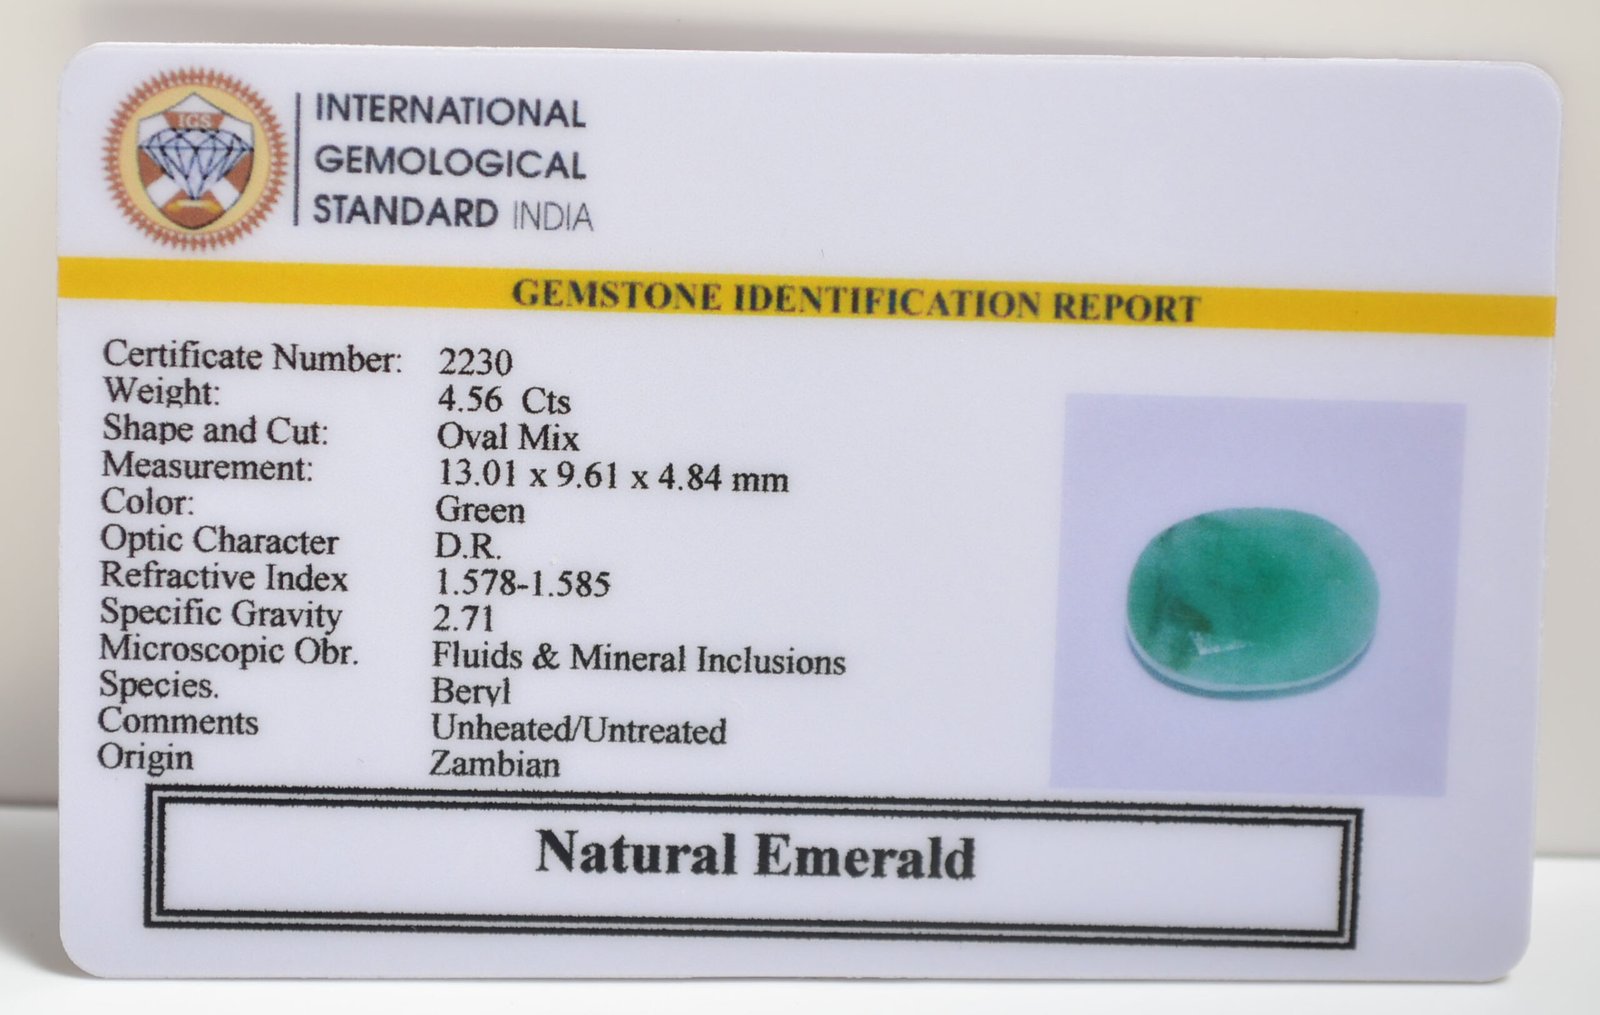 IGS
INTERNATIONAL
GEMOLOGICAL
STANDARD INDIA
GEMSTONE IDENTIFICATION REPORT
Certificate Number: 2230
Weight: 4.56 Cts
Shape and Cut: Oval Mix
Measurement: 13.01 x 9.61 x 4.84 mm
Color: Green
Optic Character D.R.
Refractive Index 1.578-1.585
Specific Gravity 2.71
Microscopic Obr. Fluids & Mineral Inclusions
Species. Beryl
Comments Unheated/Untreated
Origin Zambian
Natural Emerald